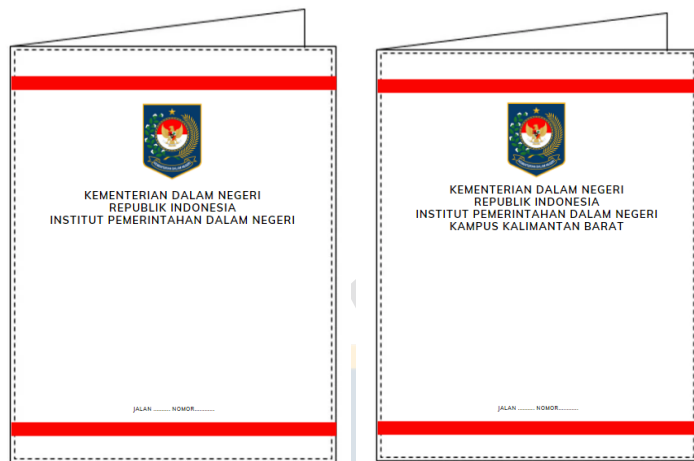 KEMENTERIAN DALAM NEGERI
REPUBLIK INDONESIA
INSTITUT PEMERINTAHAN DALAM NEGERI
JALAN .......... NOMOR............
KEMENTERIAN DALAM NEGERI
REPUBLIK INDONESIA
INSTITUT PEMERINTAHAN DALAM NEGERI
KAMPUS KALIMANTAN BARAT
JALAN .......... NOMOR............